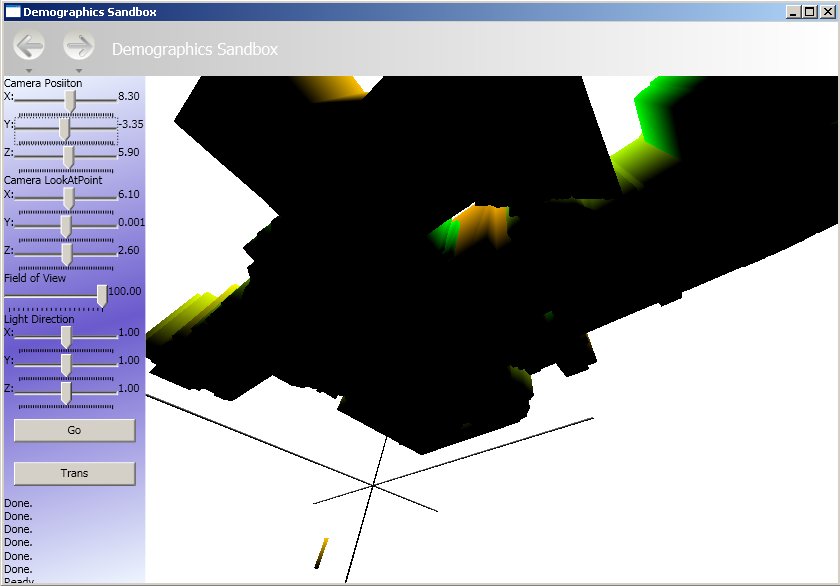 Demographics Sandbox
Demographics Sandbox
Camera Posiiton
X: 8.30
Y: -3.35
Z: 5.90
Camera LookAtPoint
X: 6.10
Y: 0.001
Z: 2.60
Field of View
100.00
Light Direction
X: 1.00
Y: 1.00
Z: 1.00
Go
Trans
Done.
Done.
Done.
Done.
Done.
Done.
Ready